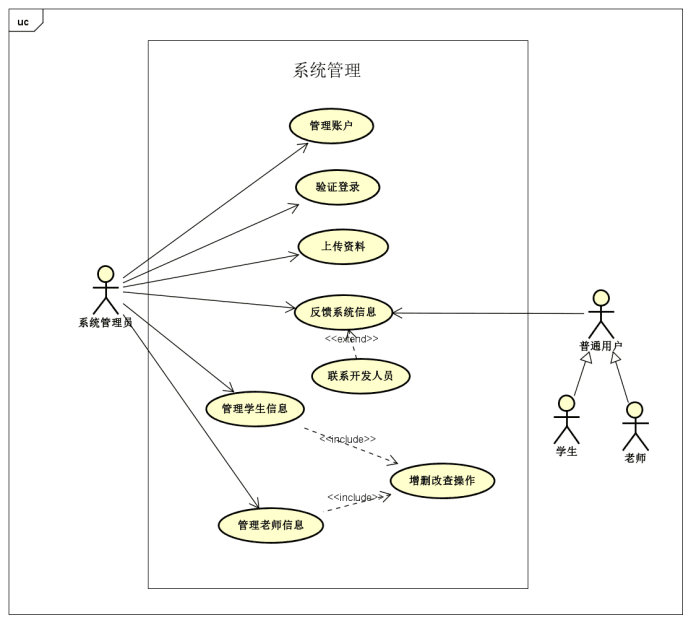 uc
系统管理
管理账户
验证登录
上传资料
系统管理员
反馈系统信息
普通用户
<<extend>>
联系开发人员
管理学生信息
<<include>>
学生
老师
增删改查操作
<<include>>
管理老师信息